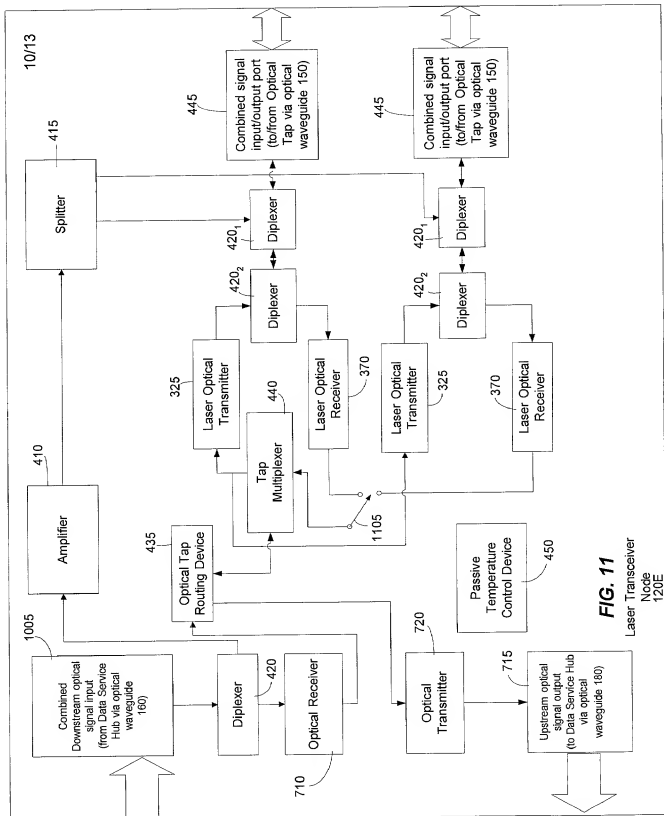 10/13
1005
Combined
Downstream optical
signal input
(from Data Service
Hub via optical
waveguide
160)
410
Amplifier
415
Splitter
420
Diplexer
710
Optical Receiver
435
Optical Tap
Routing Device
440
Tap
Multiplexer
325
Laser Optical
Transmitter
370
Laser Optical
Receiver
420₂
Diplexer
420₁
Diplexer
445
Combined signal
input/output port
(to/from Optical
Tap via optical
waveguide 150)
1105
325
Laser Optical
Transmitter
370
Laser Optical
Receiver
420₂
Diplexer
420₁
Diplexer
445
Combined signal
input/output port
(to/from Optical
Tap via optical
waveguide 150)
720
Optical
Transmitter
715
Upstream optical
signal output
(to Data Service Hub
via optical
waveguide 180)
450
Passive
Temperature
Control Device
FIG. 11
Laser Transceiver
Node
120E